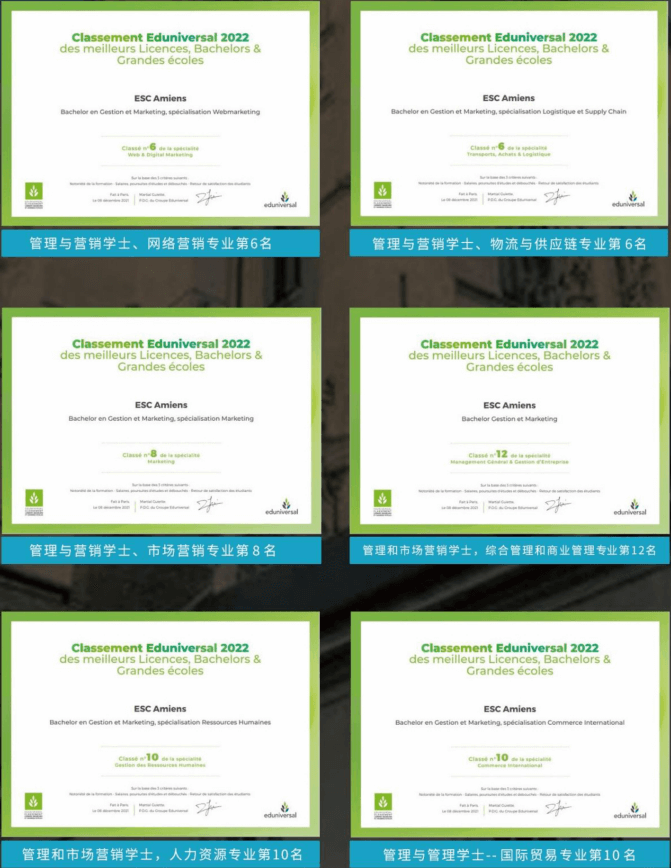 Classement Eduniversal 2022
des meilleurs Licences, Bachelors &
Grandes écoles
ESC Amiens
Bachelor en Gestion et Marketing, spécialisation Webmarketing
Classé n°6 de la spécialité
Web & Digital Marketing
Sur la base des 3 critères suivants :
Notoriété de la formation - Salaires, poursuites d'études et débouchés - Retour de satisfaction des étudiants
Fait à Paris
Le 08 décembre 2021
Martial Guiette
P.D.G. du Groupe Eduniversal
eduniversal
管理与营销学士、网络营销专业第6名
Classement Eduniversal 2022
des meilleurs Licences, Bachelors &
Grandes écoles
ESC Amiens
Bachelor en Gestion et Marketing, spécialisation Logistique et Supply Chain
Classé n°6 de la spécialité
Transports, Achats & Logistique
Sur la base des 3 critères suivants :
Notoriété de la formation - Salaires, poursuites d'études et débouchés - Retour de satisfaction des étudiants
Fait à Paris
Le 08 décembre 2021
Martial Guiette
P.D.G. du Groupe Eduniversal
eduniversal
管理与营销学士、物流与供应链专业第 6名
Classement Eduniversal 2022
des meilleurs Licences, Bachelors &
Grandes écoles
ESC Amiens
Bachelor en Gestion et Marketing, spécialisation Marketing
Classé n°8 de la spécialité
Marketing
Sur la base des 3 critères suivants :
Notoriété de la formation - Salaires, poursuites d'études et débouchés - Retour de satisfaction des étudiants
Fait à Paris
Le 08 décembre 2021
Martial Guiette
P.D.G. du Groupe Eduniversal
eduniversal
管理与营销学士、市场营销专业第 8 名
Classement Eduniversal 2022
des meilleurs Licences, Bachelors &
Grandes écoles
ESC Amiens
Bachelor Gestion et Marketing
Classé n°12 de la spécialité
Management Général & Gestion d'Entreprise
Sur la base des 3 critères suivants :
Notoriété de la formation - Salaires, poursuites d'études et débouchés - Retour de satisfaction des étudiants
Fait à Paris
Le 08 décembre 2021
Martial Guiette
P.D.G. du Groupe Eduniversal
eduniversal
管理和市场营销学士，综合管理和商业管理专业第12名
Classement Eduniversal 2022
des meilleurs Licences, Bachelors &
Grandes écoles
ESC Amiens
Bachelor en Gestion et Marketing, spécialisation Ressources Humaines
Classé n°10 de la spécialité
Gestion des Ressources Humaines
Sur la base des 3 critères suivants :
Notoriété de la formation - Salaires, poursuites d'études et débouchés - Retour de satisfaction des étudiants
Fait à Paris
Le 08 décembre 2021
Martial Guiette
P.D.G. du Groupe Eduniversal
eduniversal
管理和市场营销学士，人力资源专业第10名
Classement Eduniversal 2022
des meilleurs Licences, Bachelors &
Grandes écoles
ESC Amiens
Bachelor en Gestion et Marketing, spécialisation Commerce International
Classé n°10 de la spécialité
Commerce International
Sur la base des 3 critères suivants :
Notoriété de la formation - Salaires, poursuites d'études et débouchés - Retour de satisfaction des étudiants
Fait à Paris
Le 08 décembre 2021
Martial Guiette
P.D.G. du Groupe Eduniversal
eduniversal
管理与管理学士--国际贸易专业第10名